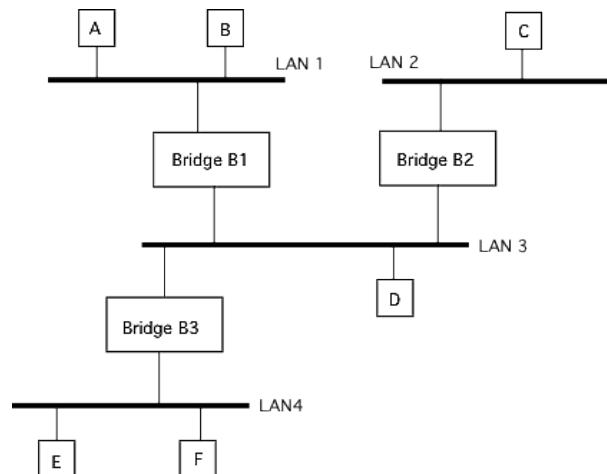 A
B
C
LAN 1
LAN 2
Bridge B1
Bridge B2
LAN 3
D
Bridge B3
LAN4
E
F